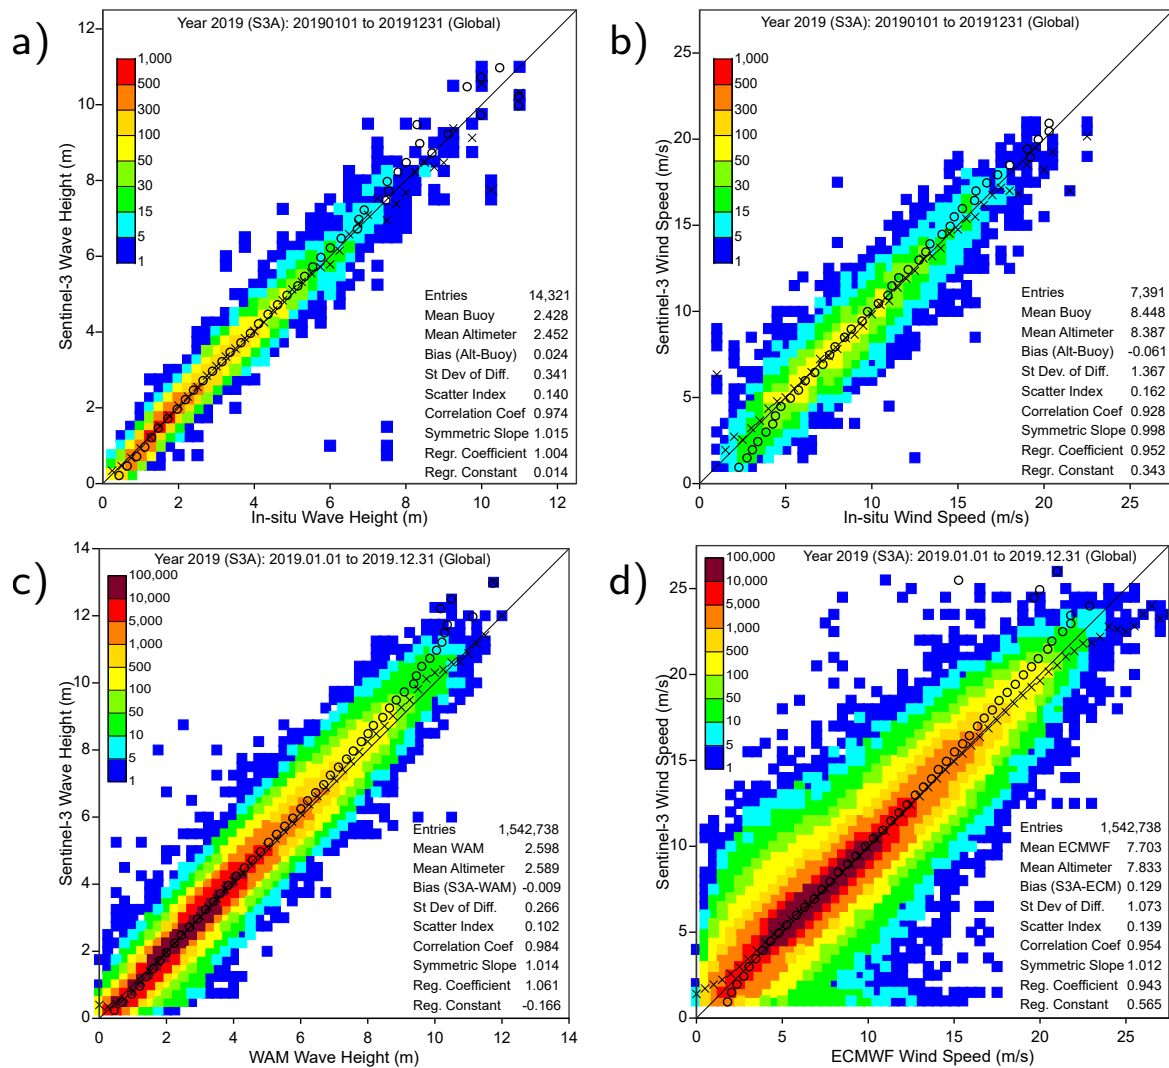 a)
Year 2019 (S3A): 20190101 to 20191231 (Global)
1,000
500
300
100
50
30
15
5
1
12
10
8
6
4
2
0
Sentinel-3 Wave Height (m)
Entries 14,321
Mean Buoy 2.428
Mean Altimeter 2.452
Bias (Alt-Buoy) 0.024
St Dev of Diff. 0.341
Scatter Index 0.140
Correlation Coef 0.974
Symmetric Slope 1.015
Regr. Coefficient 1.004
Regr. Constant 0.014
0 2 4 6 8 10 12
In-situ Wave Height (m)
b)
Year 2019 (S3A): 20190101 to 20191231 (Global)
1,000
500
300
100
50
30
15
5
1
25
20
15
10
5
0
Sentinel-3 Wind Speed (m/s)
Entries 7,391
Mean Buoy 8.448
Mean Altimeter 8.387
Bias (Alt-Buoy) -0.061
St Dev. of Diff. 1.367
Scatter Index 0.162
Correlation Coef 0.928
Symmetric Slope 0.998
Regr. Coefficient 0.952
Regr. Constant 0.343
0 5 10 15 20 25
In-situ Wind Speed (m/s)
c)
Year 2019 (S3A): 2019.01.01 to 2019.12.31 (Global)
100,000
10,000
5,000
1,000
500
100
50
10
5
1
14
12
10
8
6
4
2
0
Sentinel-3 Wave Height (m)
Entries 1,542,738
Mean WAM 2.598
Mean Altimeter 2.589
Bias (S3A-WAM) -0.009
St Dev of Diff. 0.266
Scatter Index 0.102
Correlation Coef 0.984
Symmetric Slope 1.014
Reg. Coefficient 1.061
Reg. Constant -0.166
0 2 4 6 8 10 12 14
WAM Wave Height (m)
d)
Year 2019 (S3A): 2019.01.01 to 2019.12.31 (Global)
100,000
10,000
5,000
1,000
500
100
50
10
5
1
25
20
15
10
5
0
Sentinel-3 Wind Speed (m/s)
Entries 1,542,738
Mean ECMWF 7.703
Mean Altimeter 7.833
Bias (S3A-ECM) 0.129
St Dev of Diff. 1.073
Scatter Index 0.139
Correlation Coef 0.954
Symmetric Slope 1.012
Reg. Coefficient 0.943
Reg. Constant 0.565
0 5 10 15 20 25
ECMWF Wind Speed (m/s)